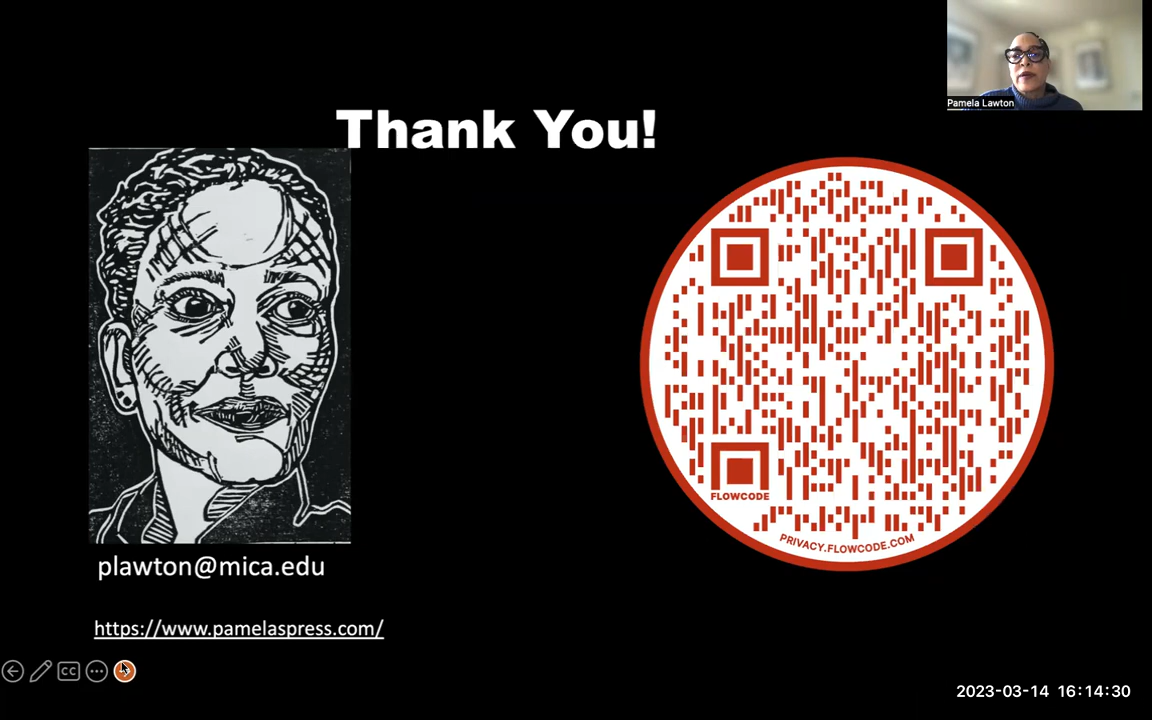 Pamela Lawton
Thank You!
FLOWCODE
PRIVACY.FLOWCODE.COM
plawton@mica.edu
https://www.pamelaspress.com/
CC
2023-03-14 16:14:30